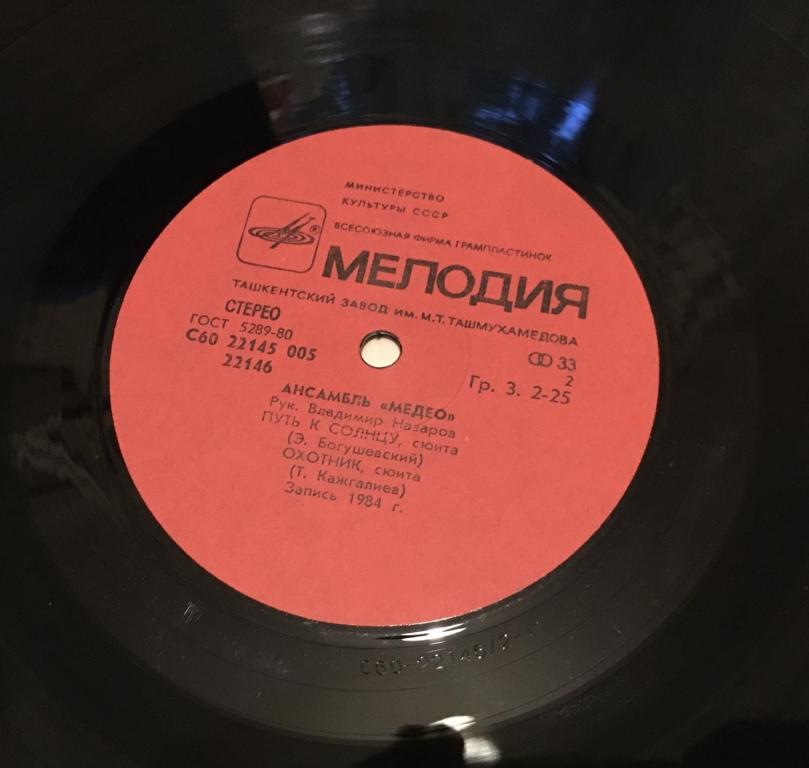 МИНИСТЕРСТВО
КУЛЬТУРЫ СССР
ВСЕСОЮЗНАЯ ФИРМА ГРАМПЛАСТИНОК
®
МЕЛОДИЯ
ТАШКЕНТСКИЙ ЗАВОД ИМ. М.Т. ТАШМУХАМЕДОВА
СТЕРЕО
ГОСТ 5289-80
С60 22145 005
22146
33
2
Гр. 3. 2-25
АНСАМБЛЬ «МЕДЕО»
Рук. Владимир Назаров
ПУТЬ К СОЛНЦУ, сюита
(Э. Богушевский)
ОХОТНИК, сюита
(Т. Кажгалиев)
Запись 1984 г.